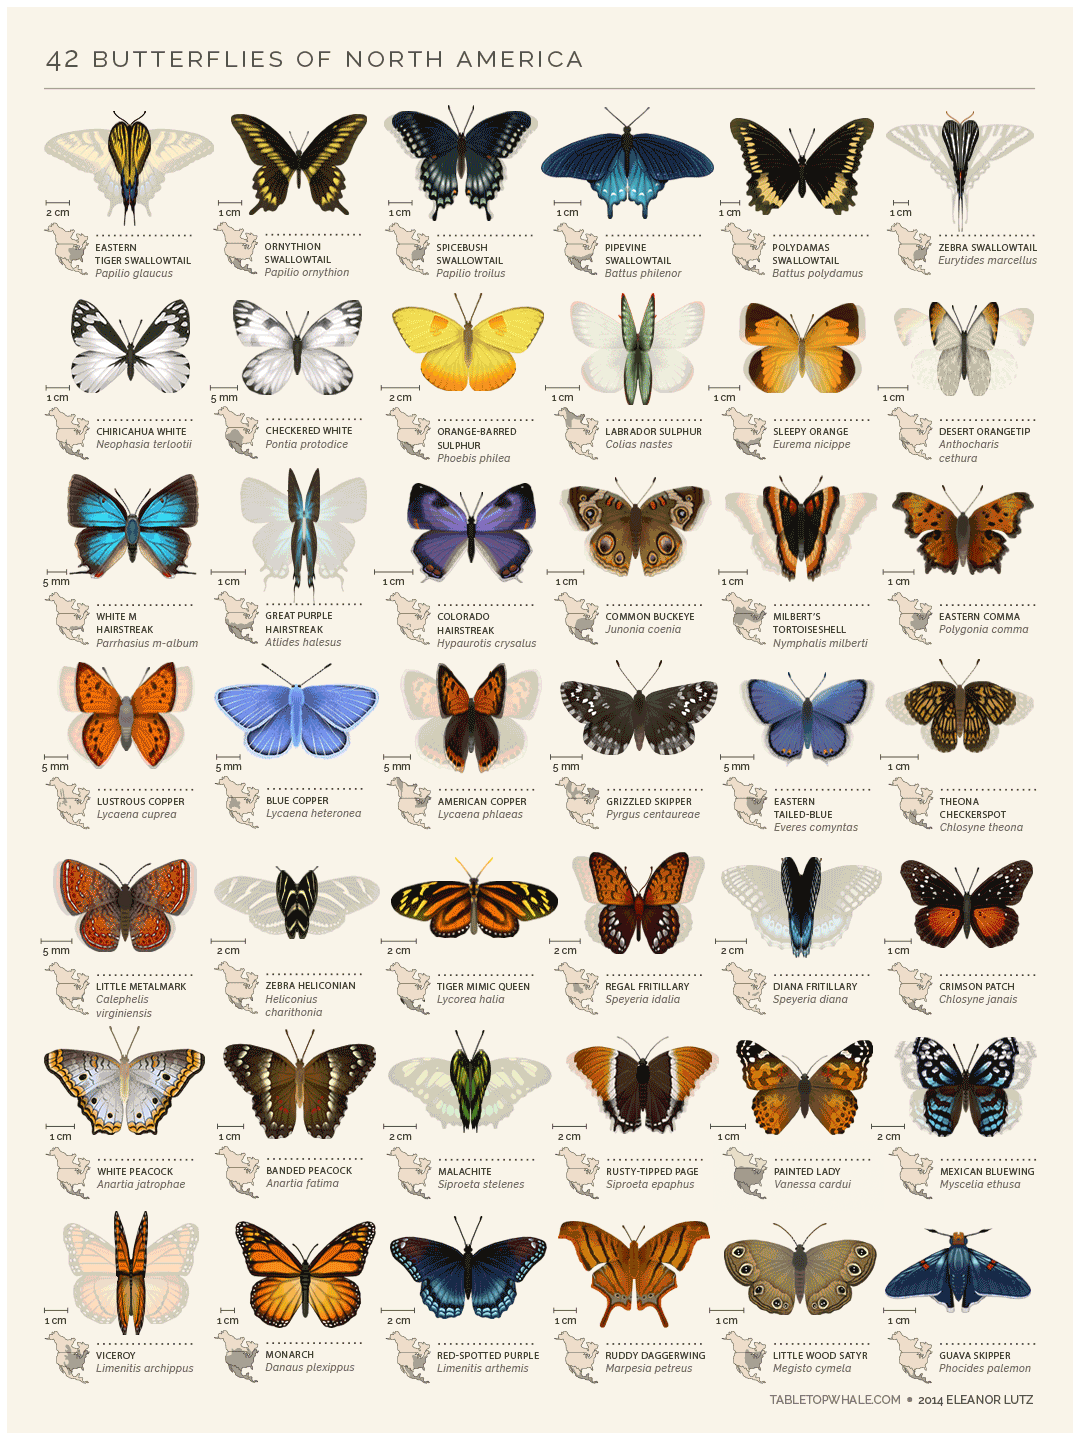 42 BUTTERFLIES OF NORTH AMERICA
2 cm
1 cm
1 cm
1 cm
1 cm
1 cm
EASTERN
TIGER SWALLOWTAIL
Papilio glaucus
ORNYTHION
SWALLOWTAIL
Papilio ornythion
SPICEBUSH
SWALLOWTAIL
Papilio troilus
PIPEVINE
SWALLOWTAIL
Battus philenor
POLYDAMAS
SWALLOWTAIL
Battus polydamus
ZEBRA SWALLOWTAIL
Eurytides marcellus
1 cm
5 mm
2 cm
1 cm
1 cm
1 cm
CHIRICAHUA WHITE
Neophasia terlootii
CHECKERED WHITE
Pontia protodice
ORANGE-BARRED
SULPHUR
Phoebis philea
LABRADOR SULPHUR
Colias nastes
SLEEPY ORANGE
Eurema nicippe
DESERT ORANGETIP
Anthocharis
cethura
5 mm
1 cm
1 cm
1 cm
1 cm
1 cm
WHITE M
HAIRSTREAK
Parrhasius m-album
GREAT PURPLE
HAIRSTREAK
Atlides halesus
COLORADO
HAIRSTREAK
Hypaurotis crysalus
COMMON BUCKEYE
Junonia coenia
MILBERT'S
TORTOISESHELL
Nymphalis milberti
EASTERN COMMA
Polygonia comma
5 mm
5 mm
5 mm
5 mm
5 mm
1 cm
LUSTROUS COPPER
Lycaena cuprea
BLUE COPPER
Lycaena heteronea
AMERICAN COPPER
Lycaena phlaeas
GRIZZLED SKIPPER
Pyrgus centaureae
EASTERN
TAILED-BLUE
Everes comyntas
THEONA
CHECKERSPOT
Chlosyne theona
5 mm
2 cm
2 cm
2 cm
2 cm
1 cm
LITTLE METALMARK
Calephelis
virginiensis
ZEBRA HELICONIAN
Heliconius
charithonia
TIGER MIMIC QUEEN
Lycorea halia
REGAL FRITILLARY
Speyeria idalia
DIANA FRITILLARY
Speyeria diana
CRIMSON PATCH
Chlosyne janais
1 cm
1 cm
2 cm
2 cm
1 cm
2 cm
WHITE PEACOCK
Anartia jatrophae
BANDED PEACOCK
Anartia fatima
MALACHITE
Siproeta stelenes
RUSTY-TIPPED PAGE
Siproeta epaphus
PAINTED LADY
Vanessa cardui
MEXICAN BLUEWING
Myscelia ethusa
1 cm
1 cm
2 cm
1 cm
1 cm
1 cm
VICEROY
Limenitis archippus
MONARCH
Danaus plexippus
RED-SPOTTED PURPLE
Limenitis arthemis
RUDDY DAGGERWING
Marpesia petreus
LITTLE WOOD SATYR
Megisto cymela
GUAVA SKIPPER
Phocides palemon
TABLETOPWHALE.COM • 2014 ELEANOR LUTZ